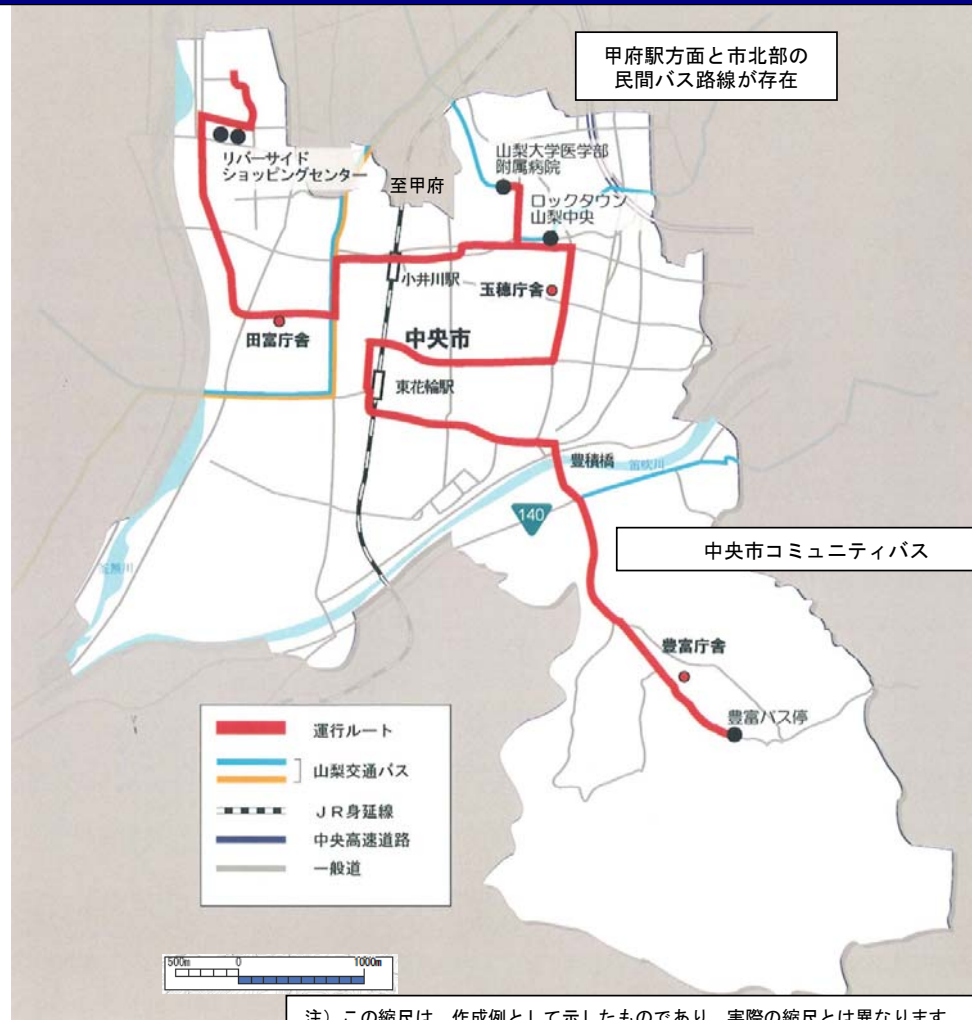 甲府駅方面と市北部の
民間バス路線が存在
リバーサイド
ショッピングセンター
至甲府
山梨大学医学部
附属病院
ロックタウン
山梨中央
小井川駅
玉穂庁舎
田富庁舎
中央市
東花輪駅
豊積橋
笛吹川
140
中央市コミュニティバス
豊富庁舎
豊富バス停
運行ルート
山梨交通バス
JR身延線
中央高速道路
一般道
500m 0 1000m
注）この縮尺は、作成例として示したものであり、実際の縮尺とは異なります